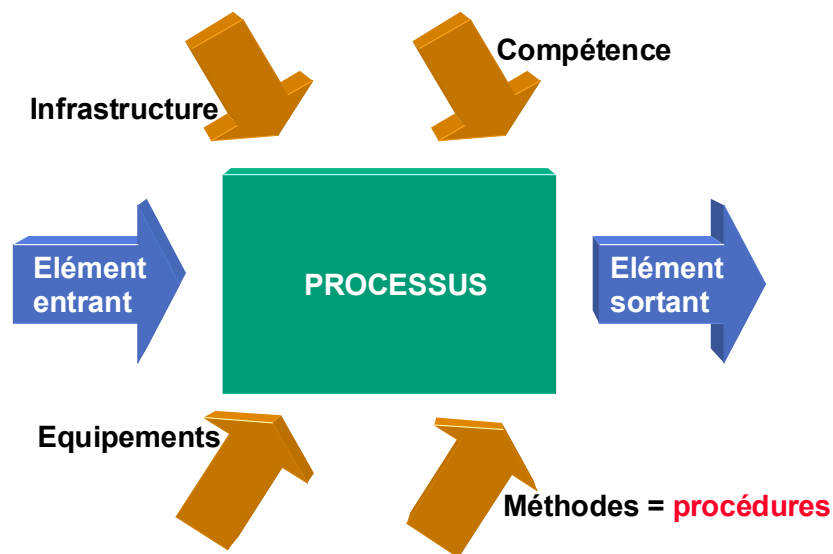 Compétence
Infrastructure
Elément
entrant
PROCESSUS
Elément
sortant
Equipements
Méthodes = procédures